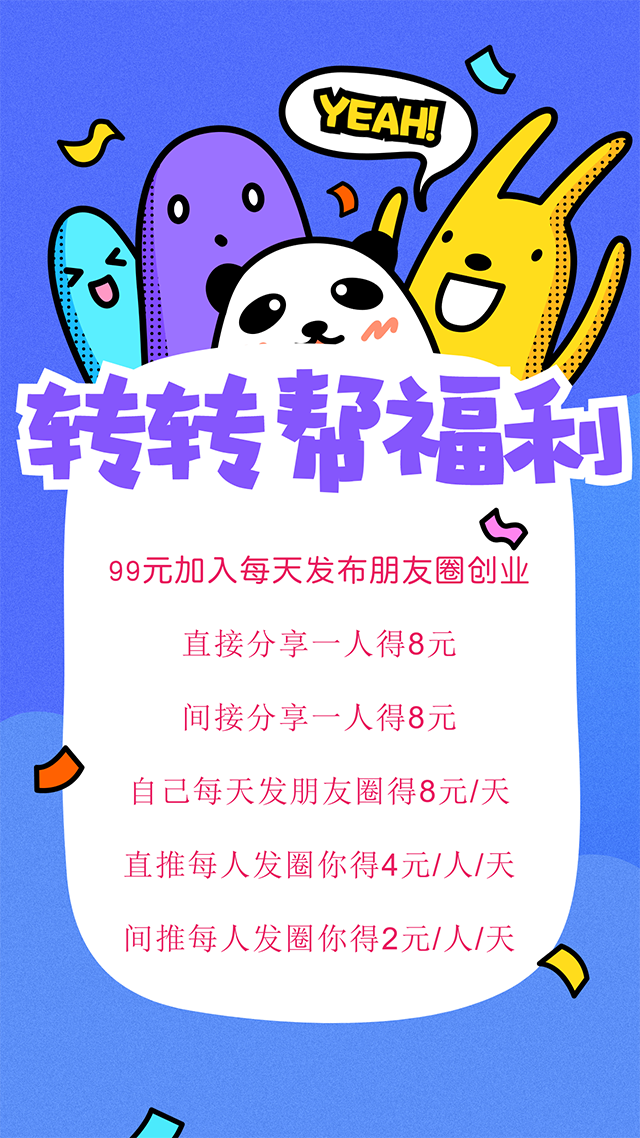 YEAH!
转转帮福利
99元加入每天发布朋友圈创业
直接分享一人得8元
间接分享一人得8元
自己每天发朋友圈得8元/天
直推每人发圈你得4元/人/天
间推每人发圈你得2元/人/天